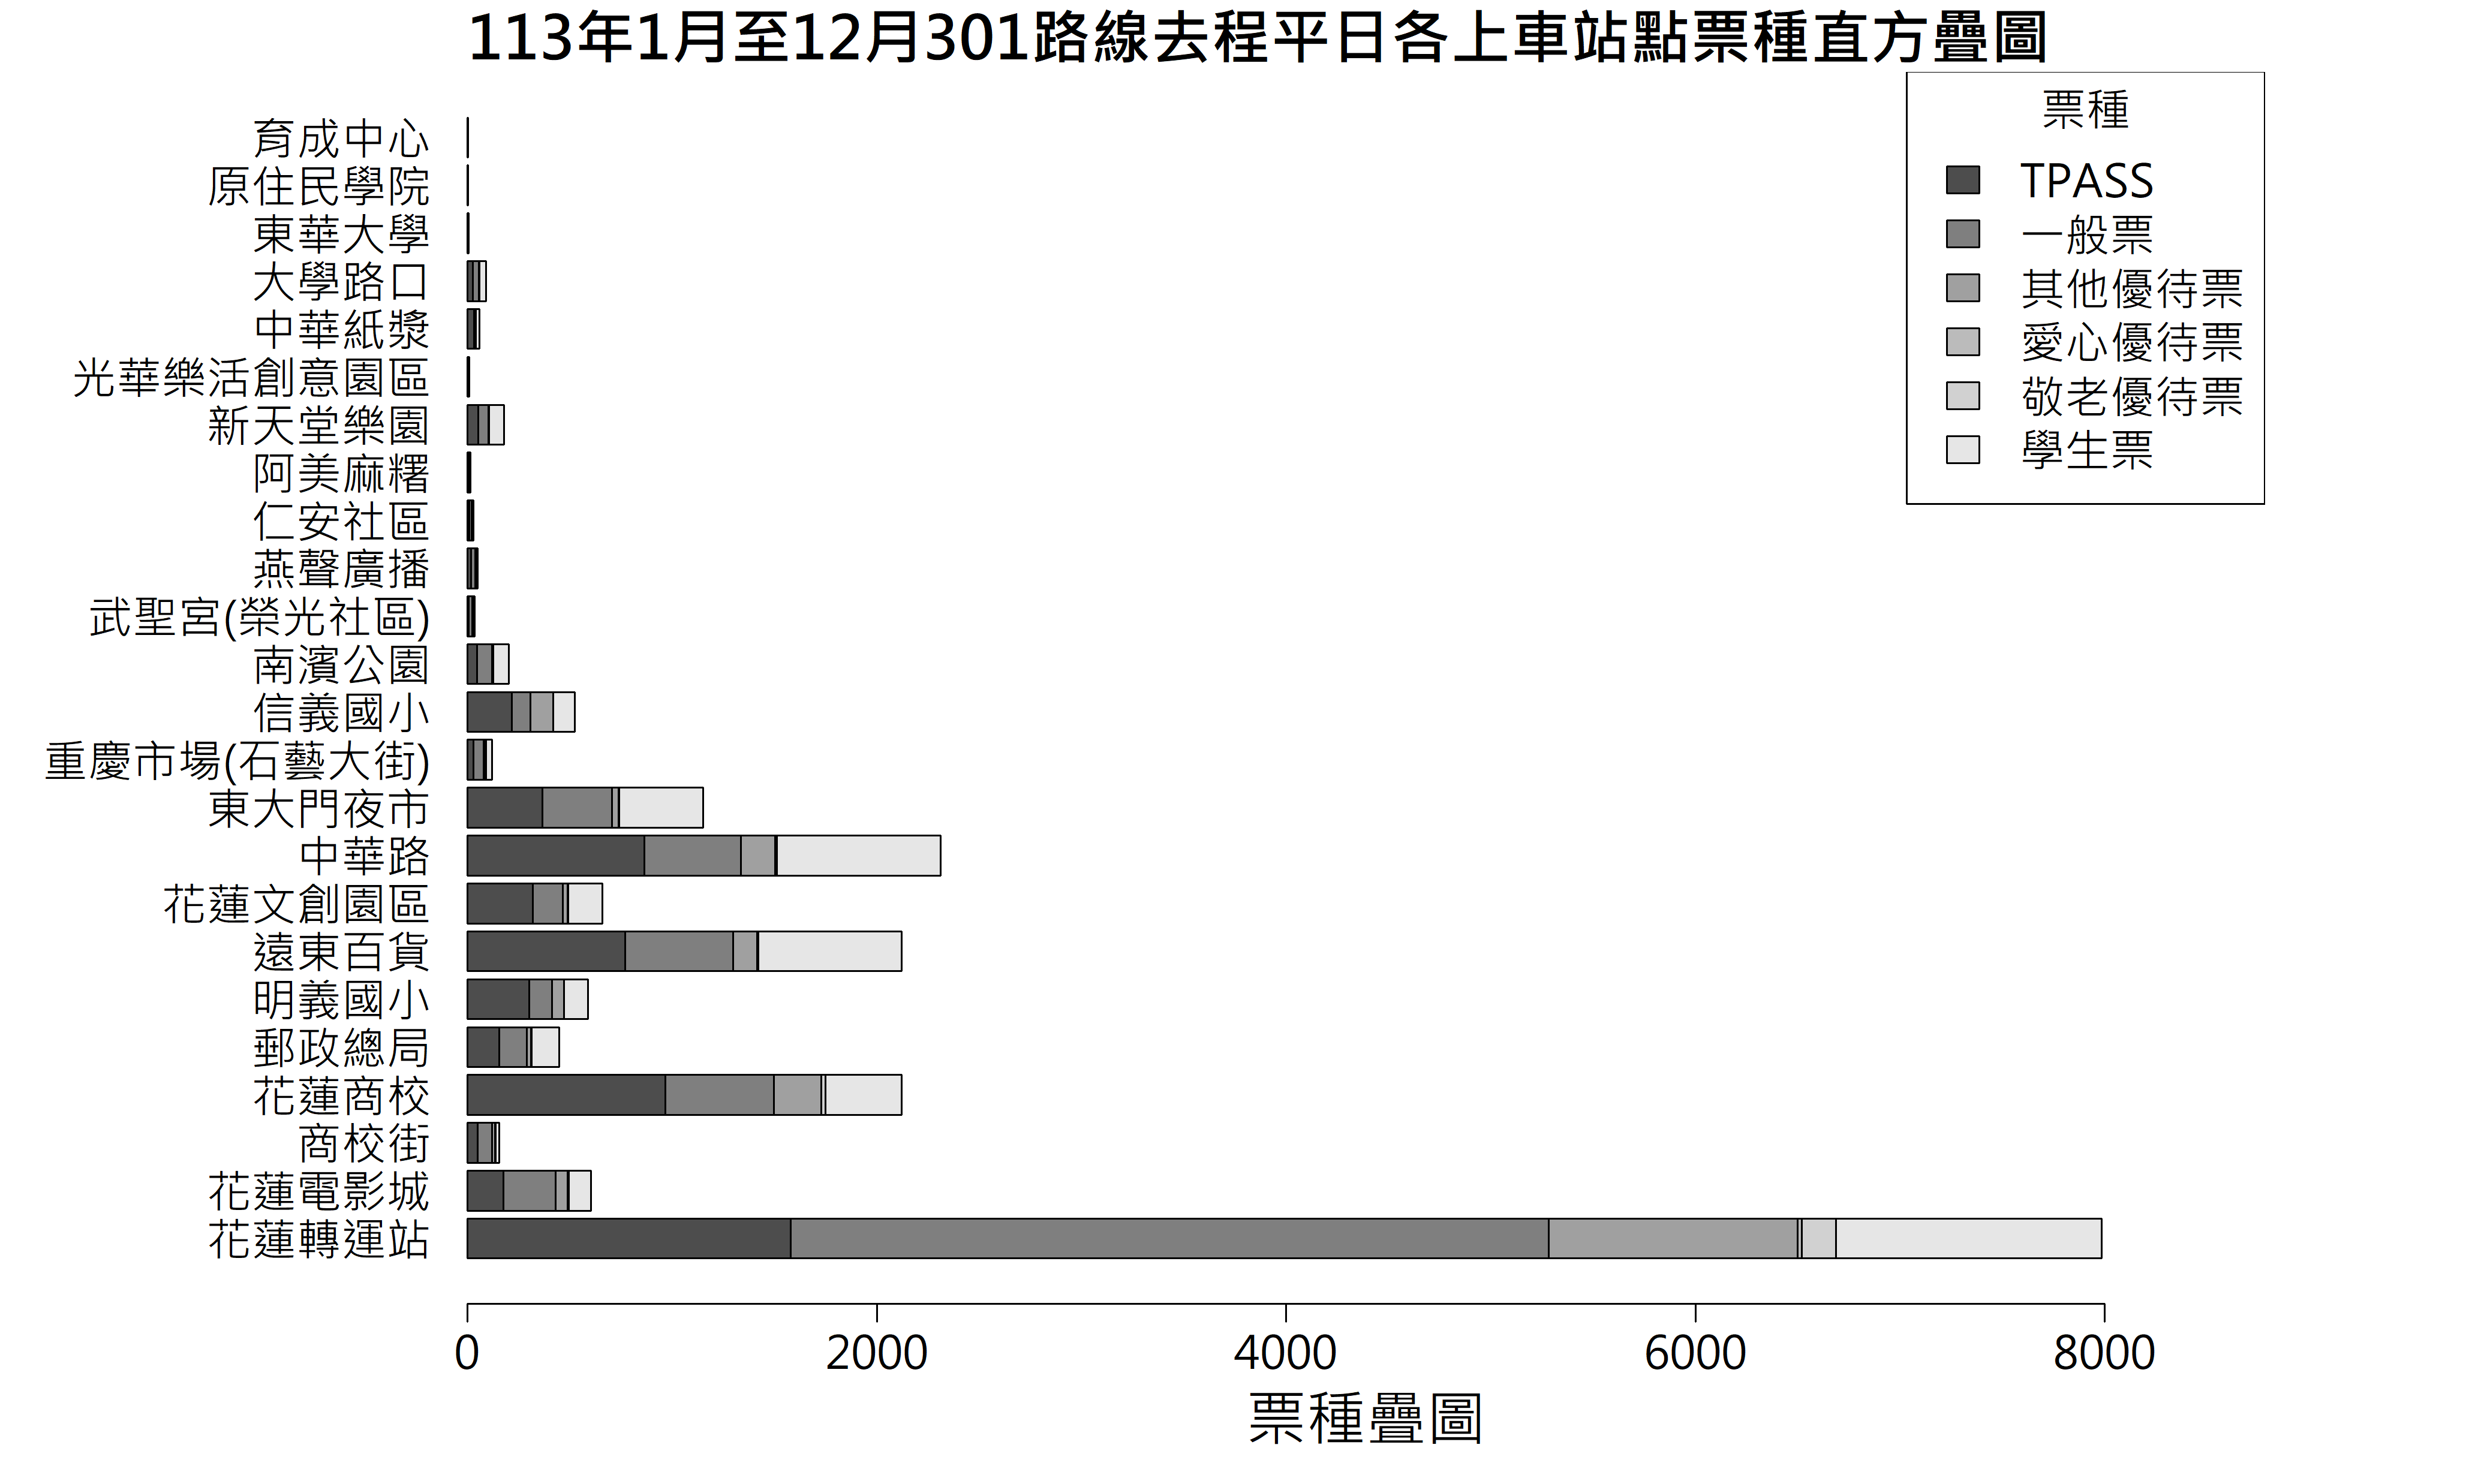 113年1月至12月301路線去程平日各上車站點票種直方疊圖
票種
TPASS
一般票
其他優待票
愛心優待票
敬老優待票
學生票
育成中心
原住民學院
東華大學
大學路口
中華紙漿
光華樂活創意園區
新天堂樂園
阿美麻糬
仁安社區
燕聲廣播
武聖宮(榮光社區)
南濱公園
信義國小
重慶市場(石藝大街)
東大門夜市
中華路
花蓮文創園區
遠東百貨
明義國小
郵政總局
花蓮商校
商校街
花蓮電影城
花蓮轉運站
0 2000 4000 6000 8000
票種疊圖